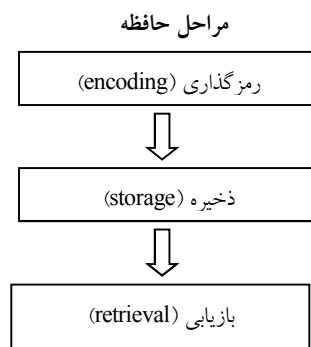 مراحل حافظه
رمزگذاری (encoding)
ذخیره (storage)
بازیابی (retrieval)